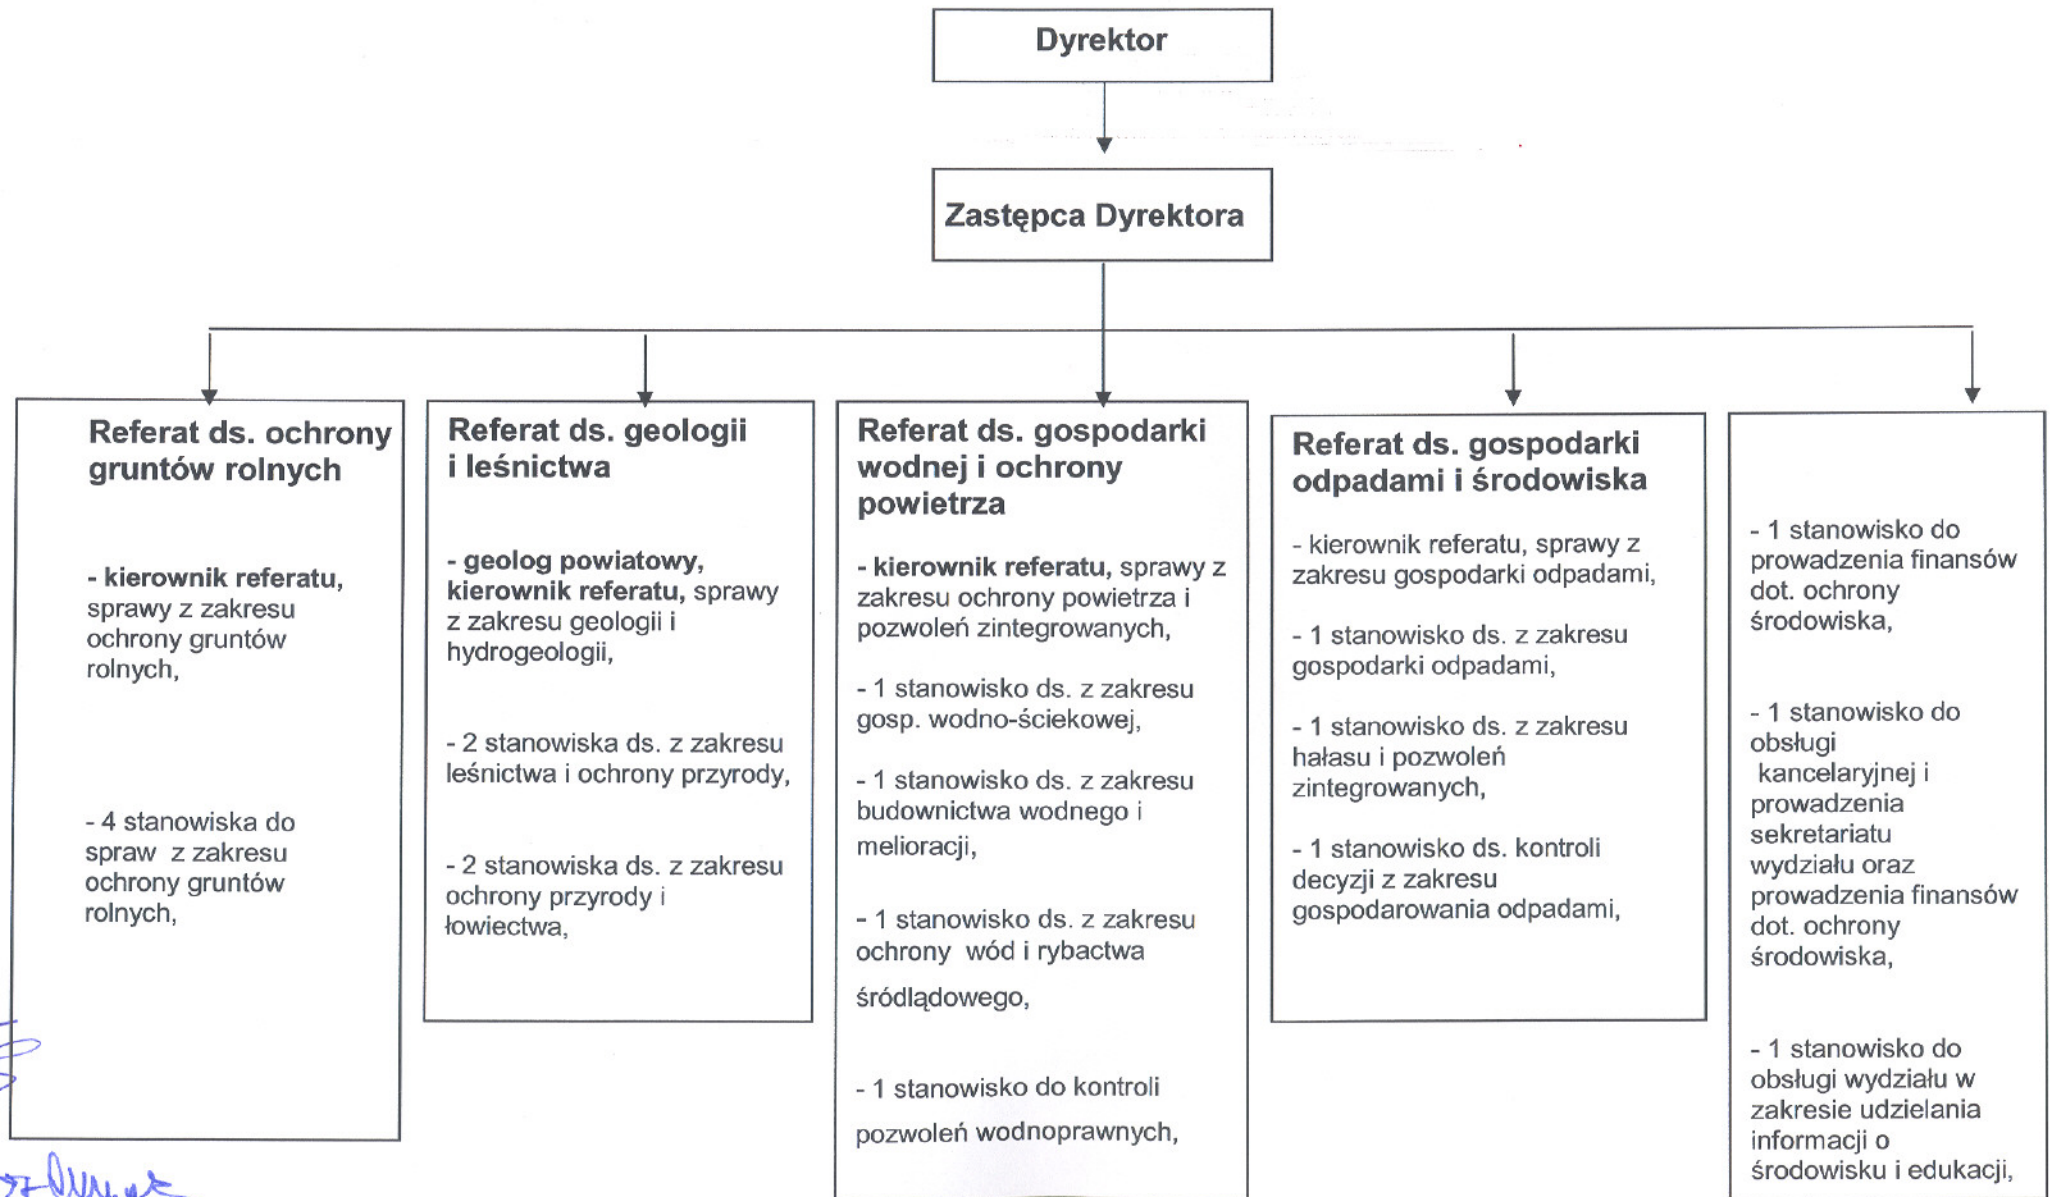 Dyrektor
Zastępca Dyrektora
Referat ds. ochrony
gruntów rolnych
- kierownik referatu,
sprawy z zakresu
ochrony gruntów
rolnych,
- 4 stanowiska do
spraw z zakresu
ochrony gruntów
rolnych,
Referat ds. geologii
i leśnictwa
- geolog powiatowy,
kierownik referatu, sprawy
z zakresu geologii i
hydrogeologii,
- 2 stanowiska ds. z zakresu
leśnictwa i ochrony przyrody,
- 2 stanowiska ds. z zakresu
ochrony przyrody i
łowiectwa,
Referat ds. gospodarki
wodnej i ochrony
powietrza
- kierownik referatu, sprawy z
zakresu ochrony powietrza i
pozwoleń zintegrowanych,
- 1 stanowisko ds. z zakresu
gosp. wodno-ściekowej,
- 1 stanowisko ds. z zakresu
budownictwa wodnego i
melioracji,
- 1 stanowisko ds. z zakresu
ochrony wód i rybactwa
śródlądowego,
- 1 stanowisko do kontroli
pozwoleń wodnoprawnych,
Referat ds. gospodarki
odpadami i środowiska
- kierownik referatu, sprawy z
zakresu gospodarki odpadami,
- 1 stanowisko ds. z zakresu
gospodarki odpadami,
- 1 stanowisko ds. z zakresu
hałasu i pozwoleń
zintegrowanych,
- 1 stanowisko ds. kontroli
decyzji z zakresu
gospodarowania odpadami,
- 1 stanowisko do
prowadzenia finansów
dot. ochrony
środowiska,
- 1 stanowisko do
obsługi
kancelaryjnej i
prowadzenia
sekretariatu
wydziału oraz
prowadzenia finansów
dot. ochrony
środowiska,
- 1 stanowisko do
obsługi wydziału w
zakresie udzielania
informacji o
środowisku i edukacji,